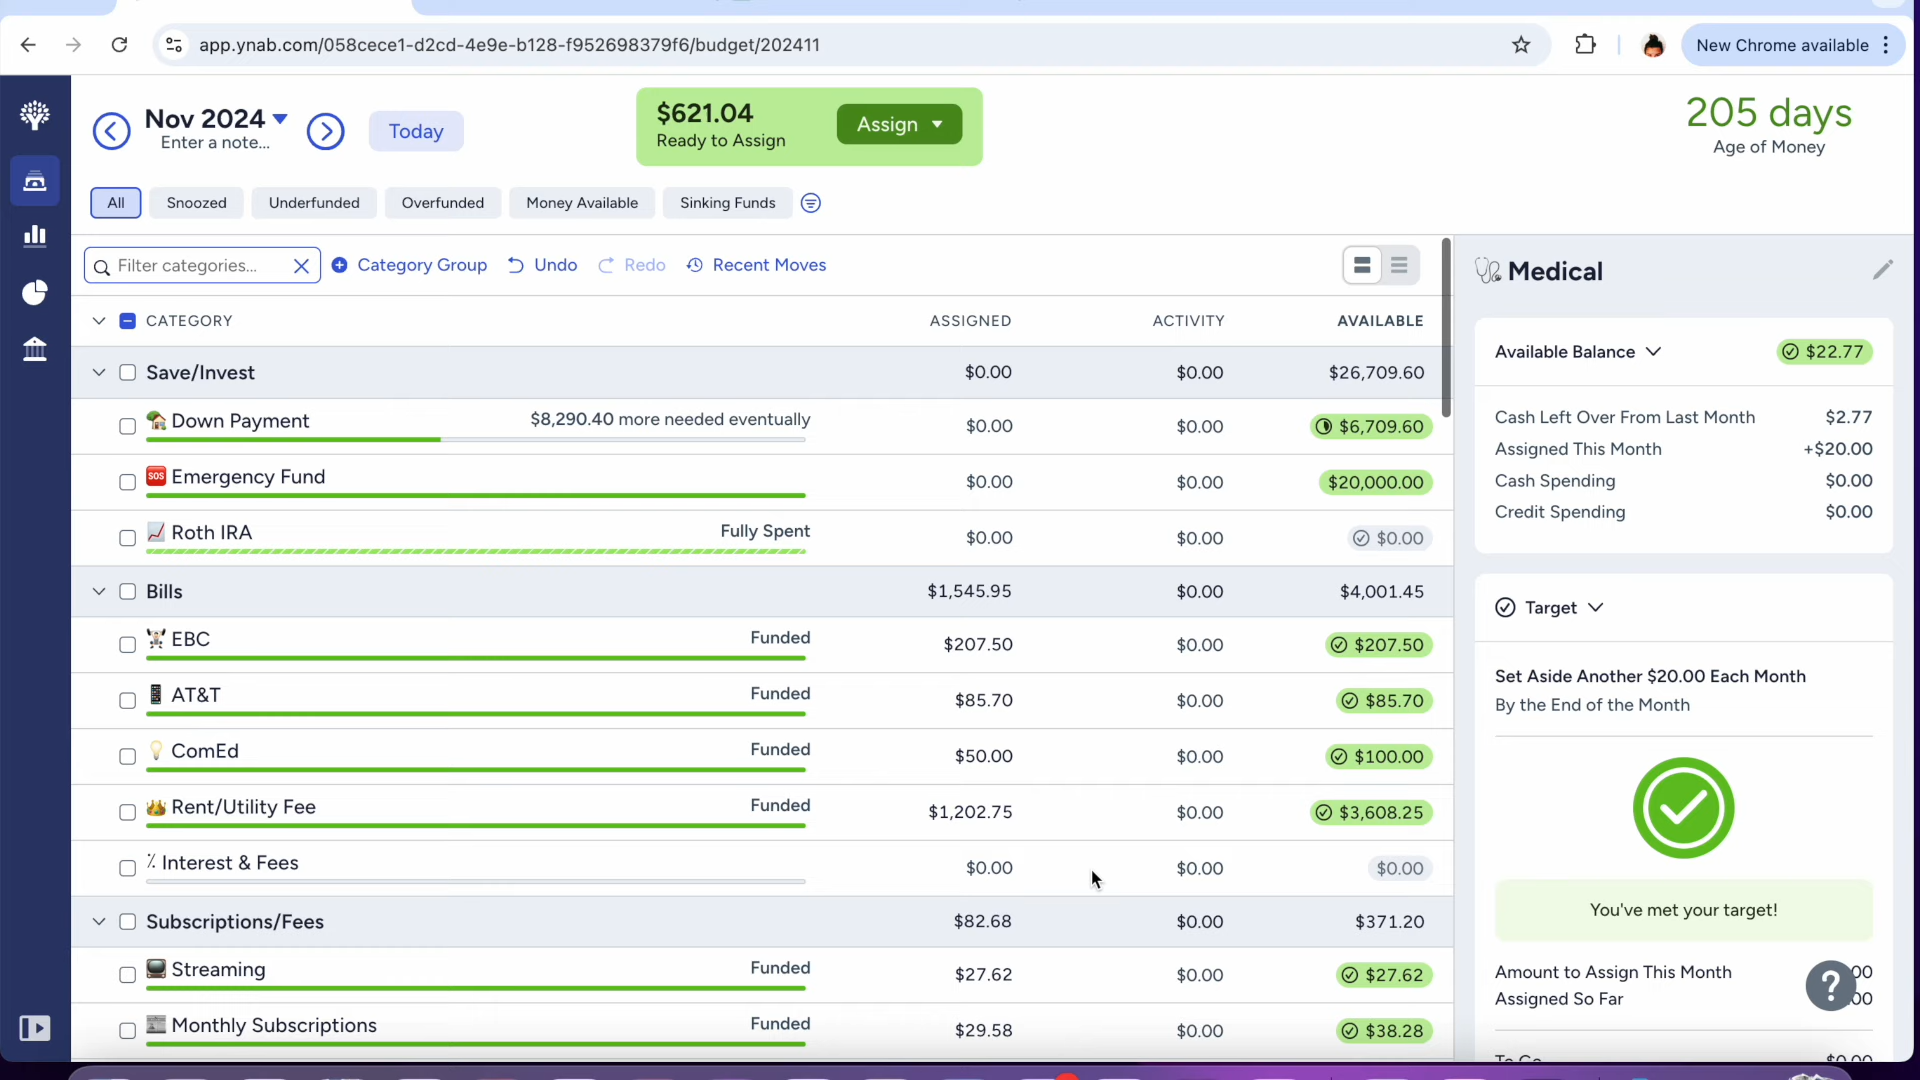 app.ynab.com/058cece1-d2cd-4e9e-b128-f952698379f6/budget/202411
New Chrome available
Nov 2024
Enter a note...
Today
$621.04
Ready to Assign
Assign
205 days
Age of Money
All
Snoozed
Underfunded
Overfunded
Money Available
Sinking Funds
Filter categories...
Category Group
Undo
Redo
Recent Moves
CATEGORY ASSIGNED ACTIVITY AVAILABLE
Save/Invest $0.00 $0.00 $26,709.60
Down Payment $8,290.40 more needed eventually $0.00 $0.00 $6,709.60
SOS Emergency Fund $0.00 $0.00 $20,000.00
Roth IRA Fully Spent $0.00 $0.00 $0.00
Bills $1,545.95 $0.00 $4,001.45
EBC Funded $207.50 $0.00 $207.50
AT&T Funded $85.70 $0.00 $85.70
ComEd Funded $50.00 $0.00 $100.00
Rent/Utility Fee Funded $1,202.75 $0.00 $3,608.25
Interest & Fees $0.00 $0.00 $0.00
Subscriptions/Fees $82.68 $0.00 $371.20
Streaming Funded $27.62 $0.00 $27.62
Monthly Subscriptions Funded $29.58 $0.00 $38.28
Medical
Available Balance $22.77
Cash Left Over From Last Month $2.77
Assigned This Month +$20.00
Cash Spending $0.00
Credit Spending $0.00
Target
Set Aside Another $20.00 Each Month
By the End of the Month
You've met your target!
Amount to Assign This Month
Assigned So Far
?